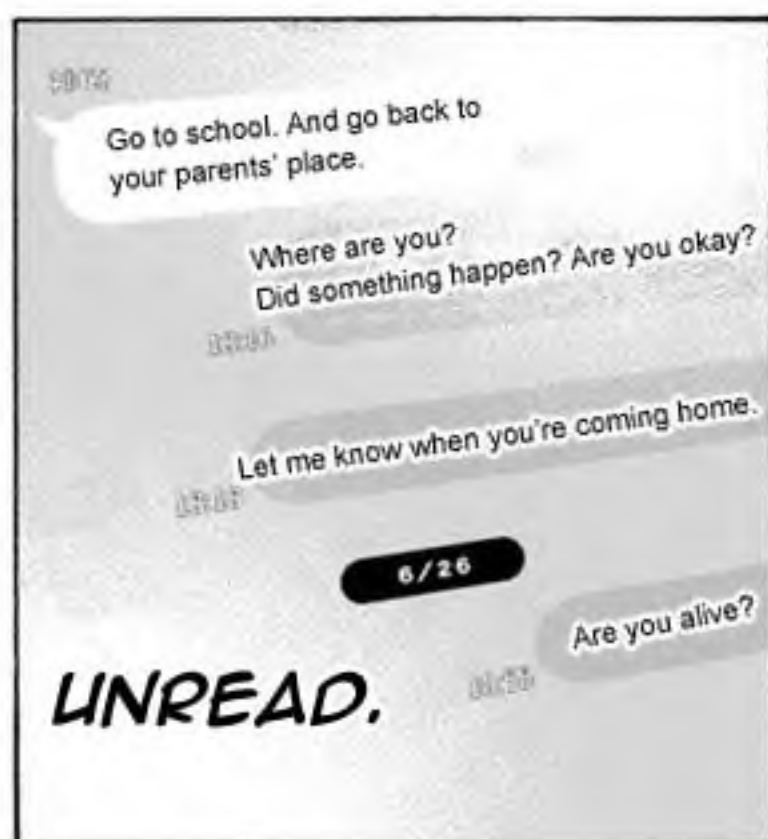 Go to school. And go back to
your parents' place.
Where are you?
Did something happen? Are you okay?
Let me know when you're coming home.
6/26
Are you alive?
UNREAD.